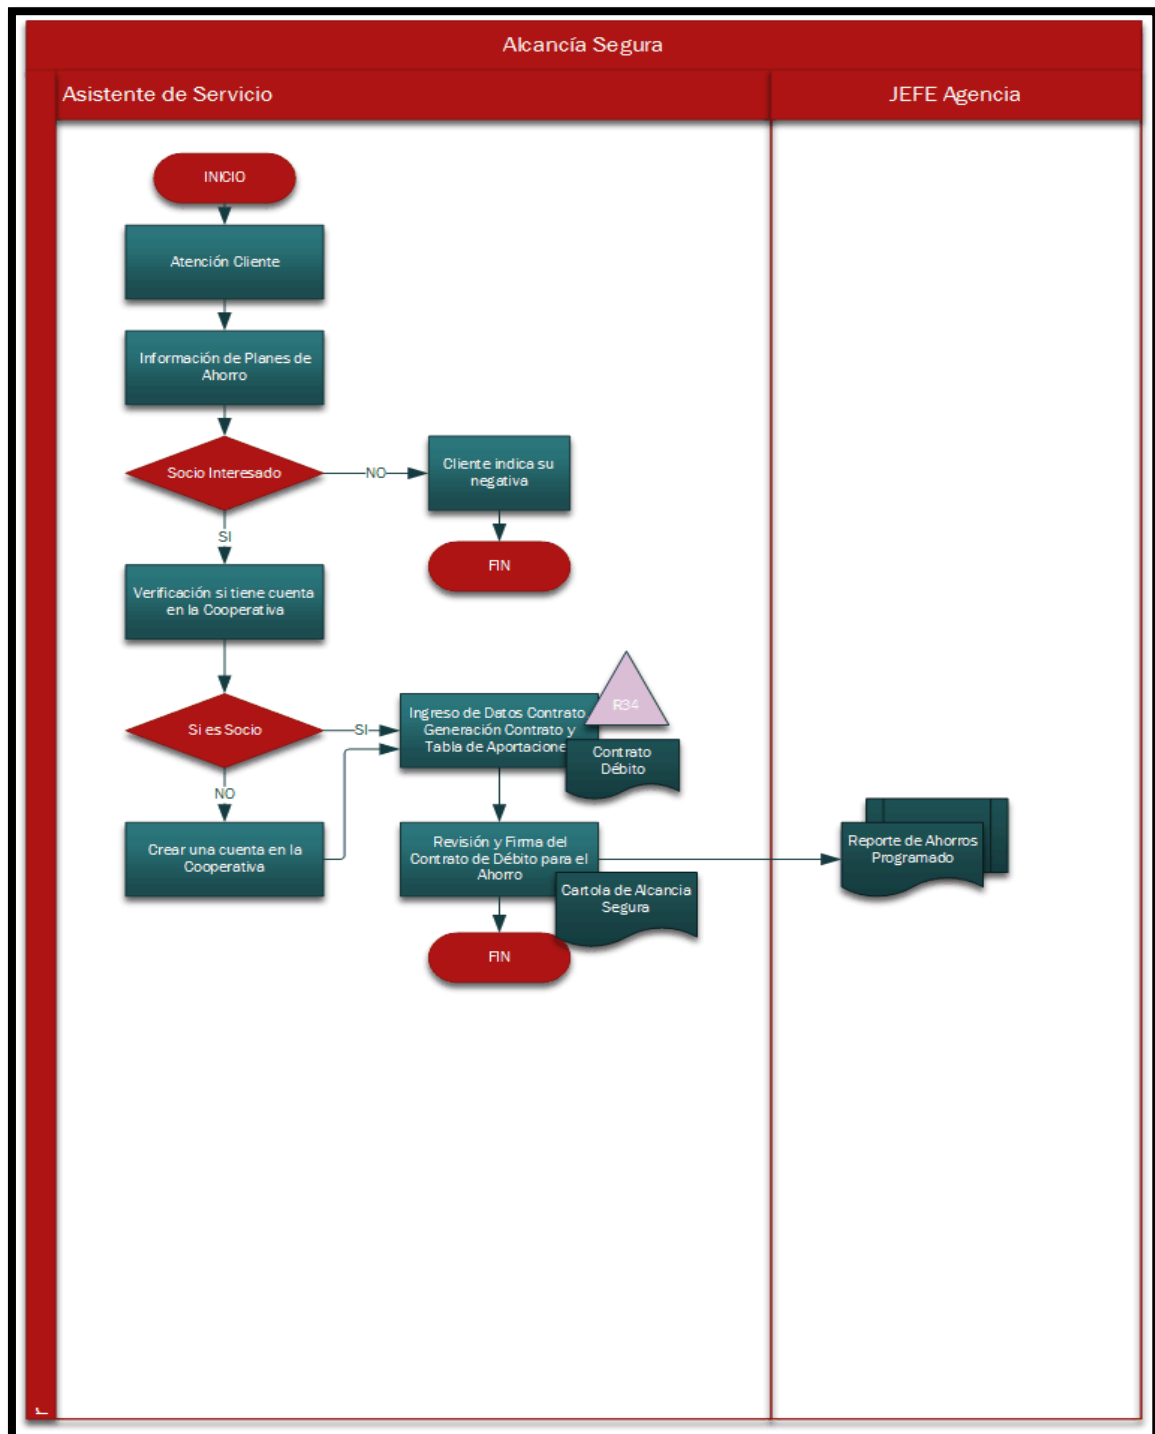 Alcancía Segura
Asistente de Servicio
JEFE Agencia
INICIO
Atención Cliente
Información de Planes de
Ahorro
Socio Interesado
NO
Cliente indica su
negativa
SI
FIN
Verificación si tiene cuenta
en la Cooperativa
Si es Socio
SI
Ingreso de Datos Contrato
Generación Contrato y
Tabla de Aportacione
R34
Contrato
Débito
NO
Crear una cuenta en la
Cooperativa
Revisión y Firma del
Contrato de Débito para el
Ahorro
Cartola de Alcancia
Segura
Reporte de Ahorros
Programado
FIN
r